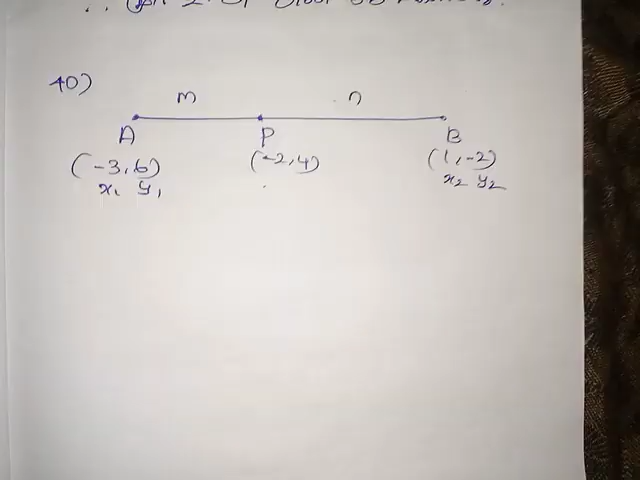 40)
m n
A P B
(-3, 6) (-2, 4) (1, -2)
x₁ y₁ x₂ y₂